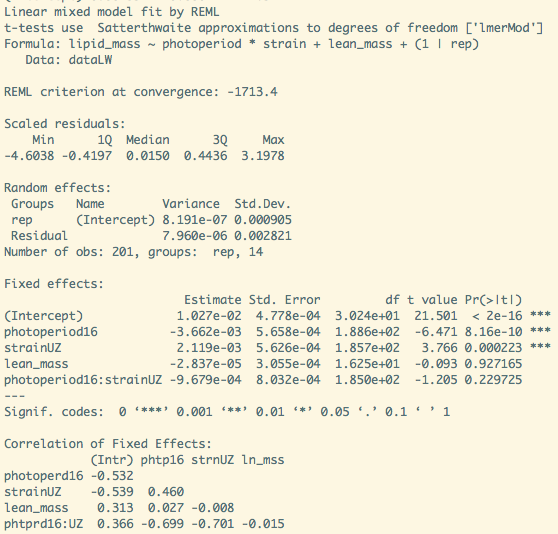 Linear mixed model fit by REML
t-tests use  Satterthwaite approximations to degrees of freedom ['lmerMod']
Formula: lipid_mass ~ photoperiod * strain + lean_mass + (1 | rep)
   Data: dataLW

REML criterion at convergence: -1713.4

Scaled residuals:
    Min      1Q  Median      3Q     Max
-4.6038 -0.4197  0.0150  0.4436  3.1978

Random effects:
 Groups   Name        Variance  Std.Dev.
 rep      (Intercept) 8.191e-07 0.000905
 Residual             7.960e-06 0.002821
Number of obs: 201, groups:  rep, 14

Fixed effects:
                         Estimate Std. Error         df t value Pr(>|t|)
(Intercept)             1.027e-02  4.778e-04  3.024e+01  21.501  < 2e-16 ***
photoperiod16          -3.662e-03  5.658e-04  1.886e+02  -6.471 8.16e-10 ***
strainUZ                2.119e-03  5.626e-04  1.857e+02   3.766 0.000223 ***
lean_mass              -2.837e-05  3.055e-04  1.625e+01  -0.093 0.927165
photoperiod16:strainUZ -9.679e-04  8.032e-04  1.850e+02  -1.205 0.229725
---
Signif. codes:  0 ‘***’ 0.001 ‘**’ 0.01 ‘*’ 0.05 ‘.’ 0.1 ‘ ’ 1

Correlation of Fixed Effects:
            (Intr) phtp16 strnUZ ln_mss
photoperd16 -0.532
strainUZ    -0.539  0.460
lean_mass    0.313  0.027 -0.008
phtprd16:UZ  0.366 -0.699 -0.701 -0.015